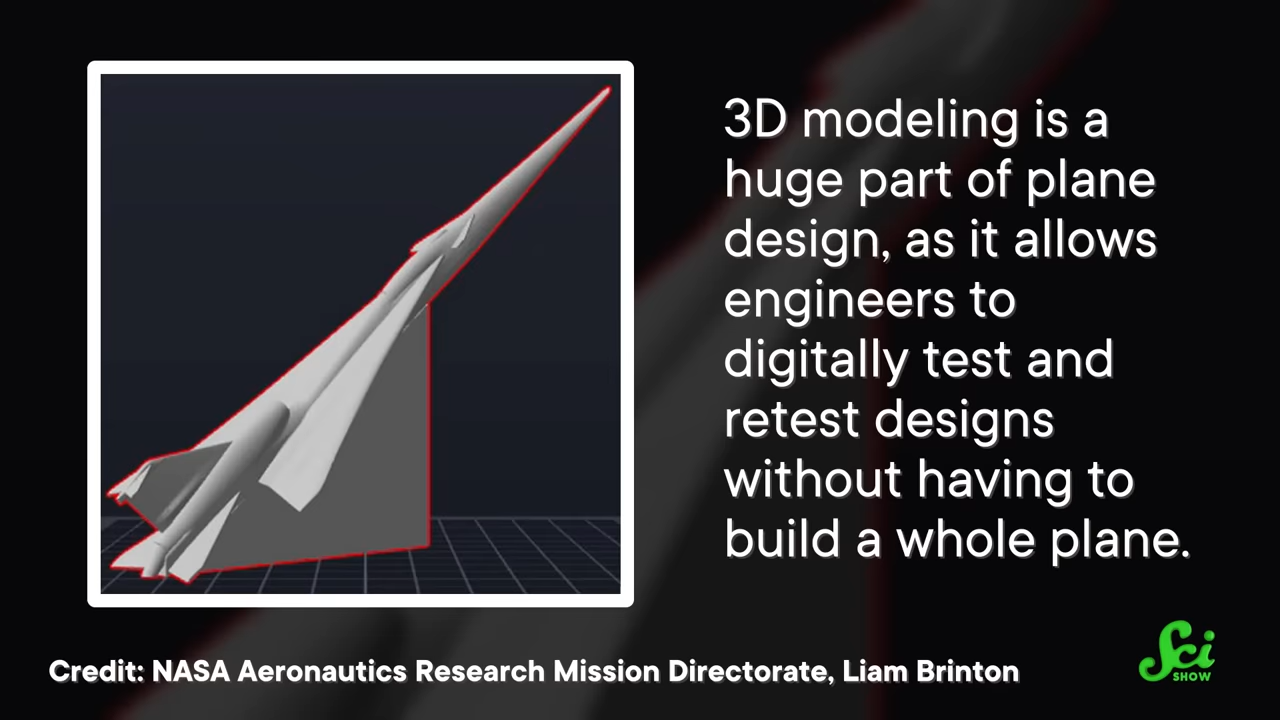 3D modeling is a
huge part of plane
design, as it allows
engineers to
digitally test and
retest designs
without having to
build a whole plane.
Credit: NASA Aeronautics Research Mission Directorate, Liam Brinton
Sci
SHOW